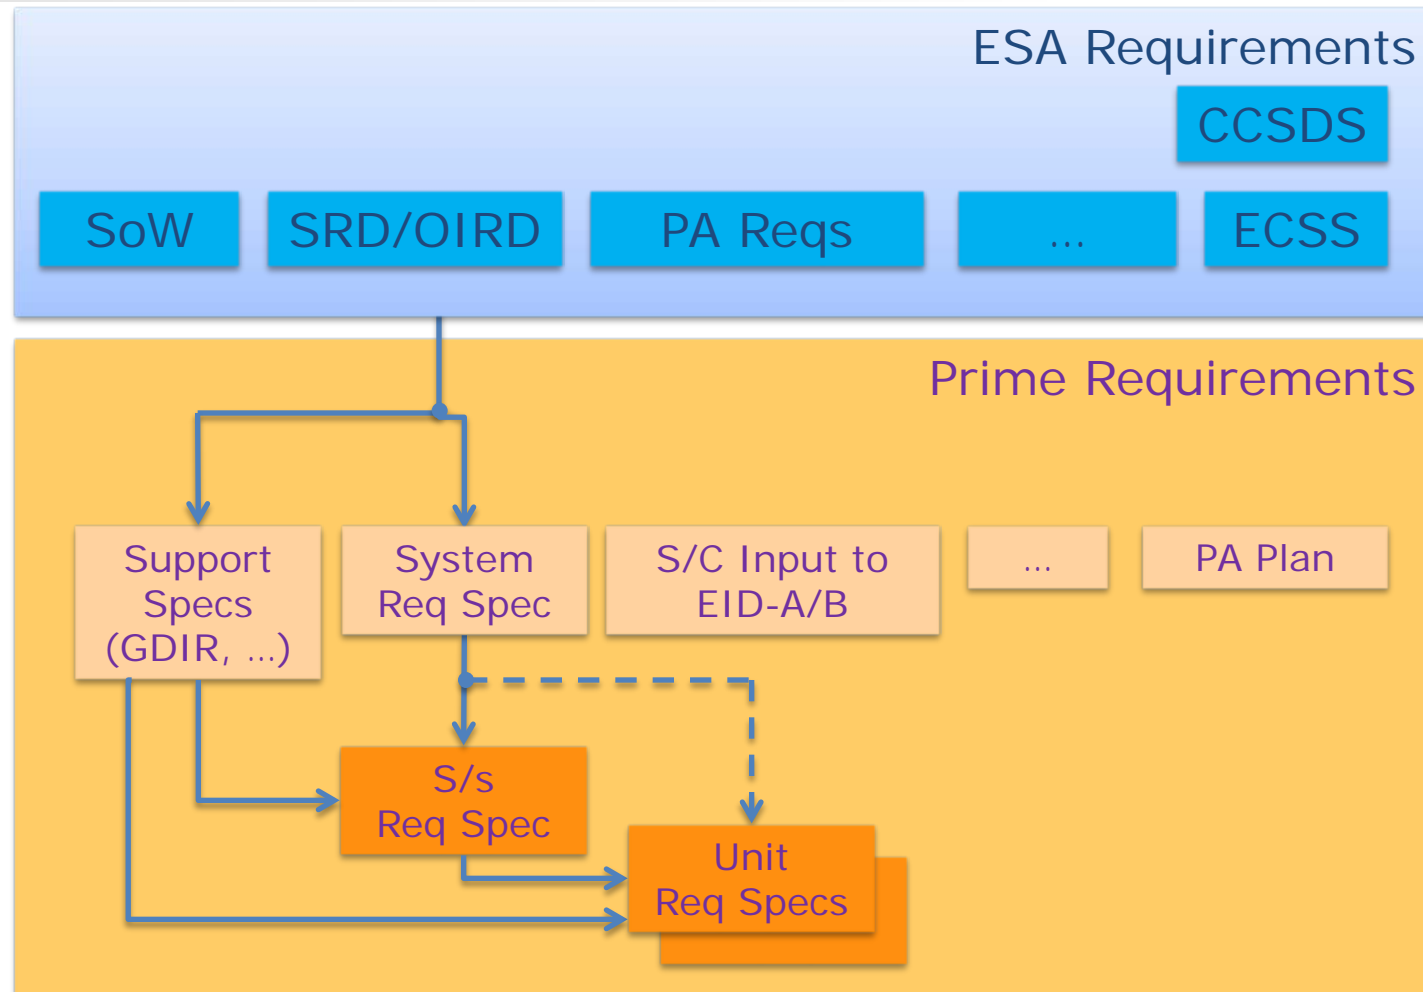 ESA Requirements
CCSDS
SoW
SRD/OIRD
PA Reqs
...
ECSS
Prime Requirements
Support
Specs
(GDIR, ...)
System
Req Spec
S/C Input to
EID-A/B
...
PA Plan
S/s
Req Spec
Unit
Req Specs